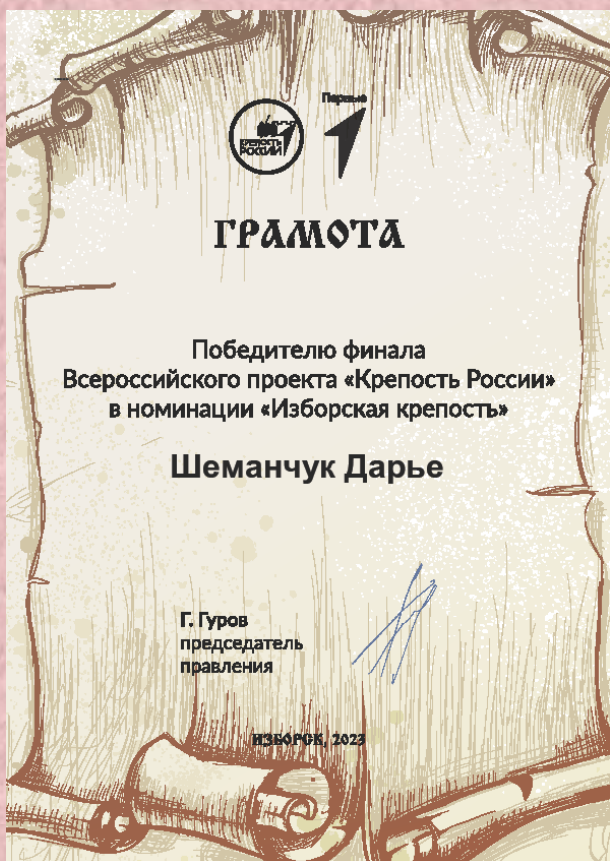 Первые
КРЕПОСТЬ
РОССИИ
ГРАМОТА
Победителю финала
Всероссийского проекта «Крепость России»
в номинации «Изборская крепость»
Шеманчук Дарье
Г. Гуров
председатель
правления
ИЗБОРСК, 2023